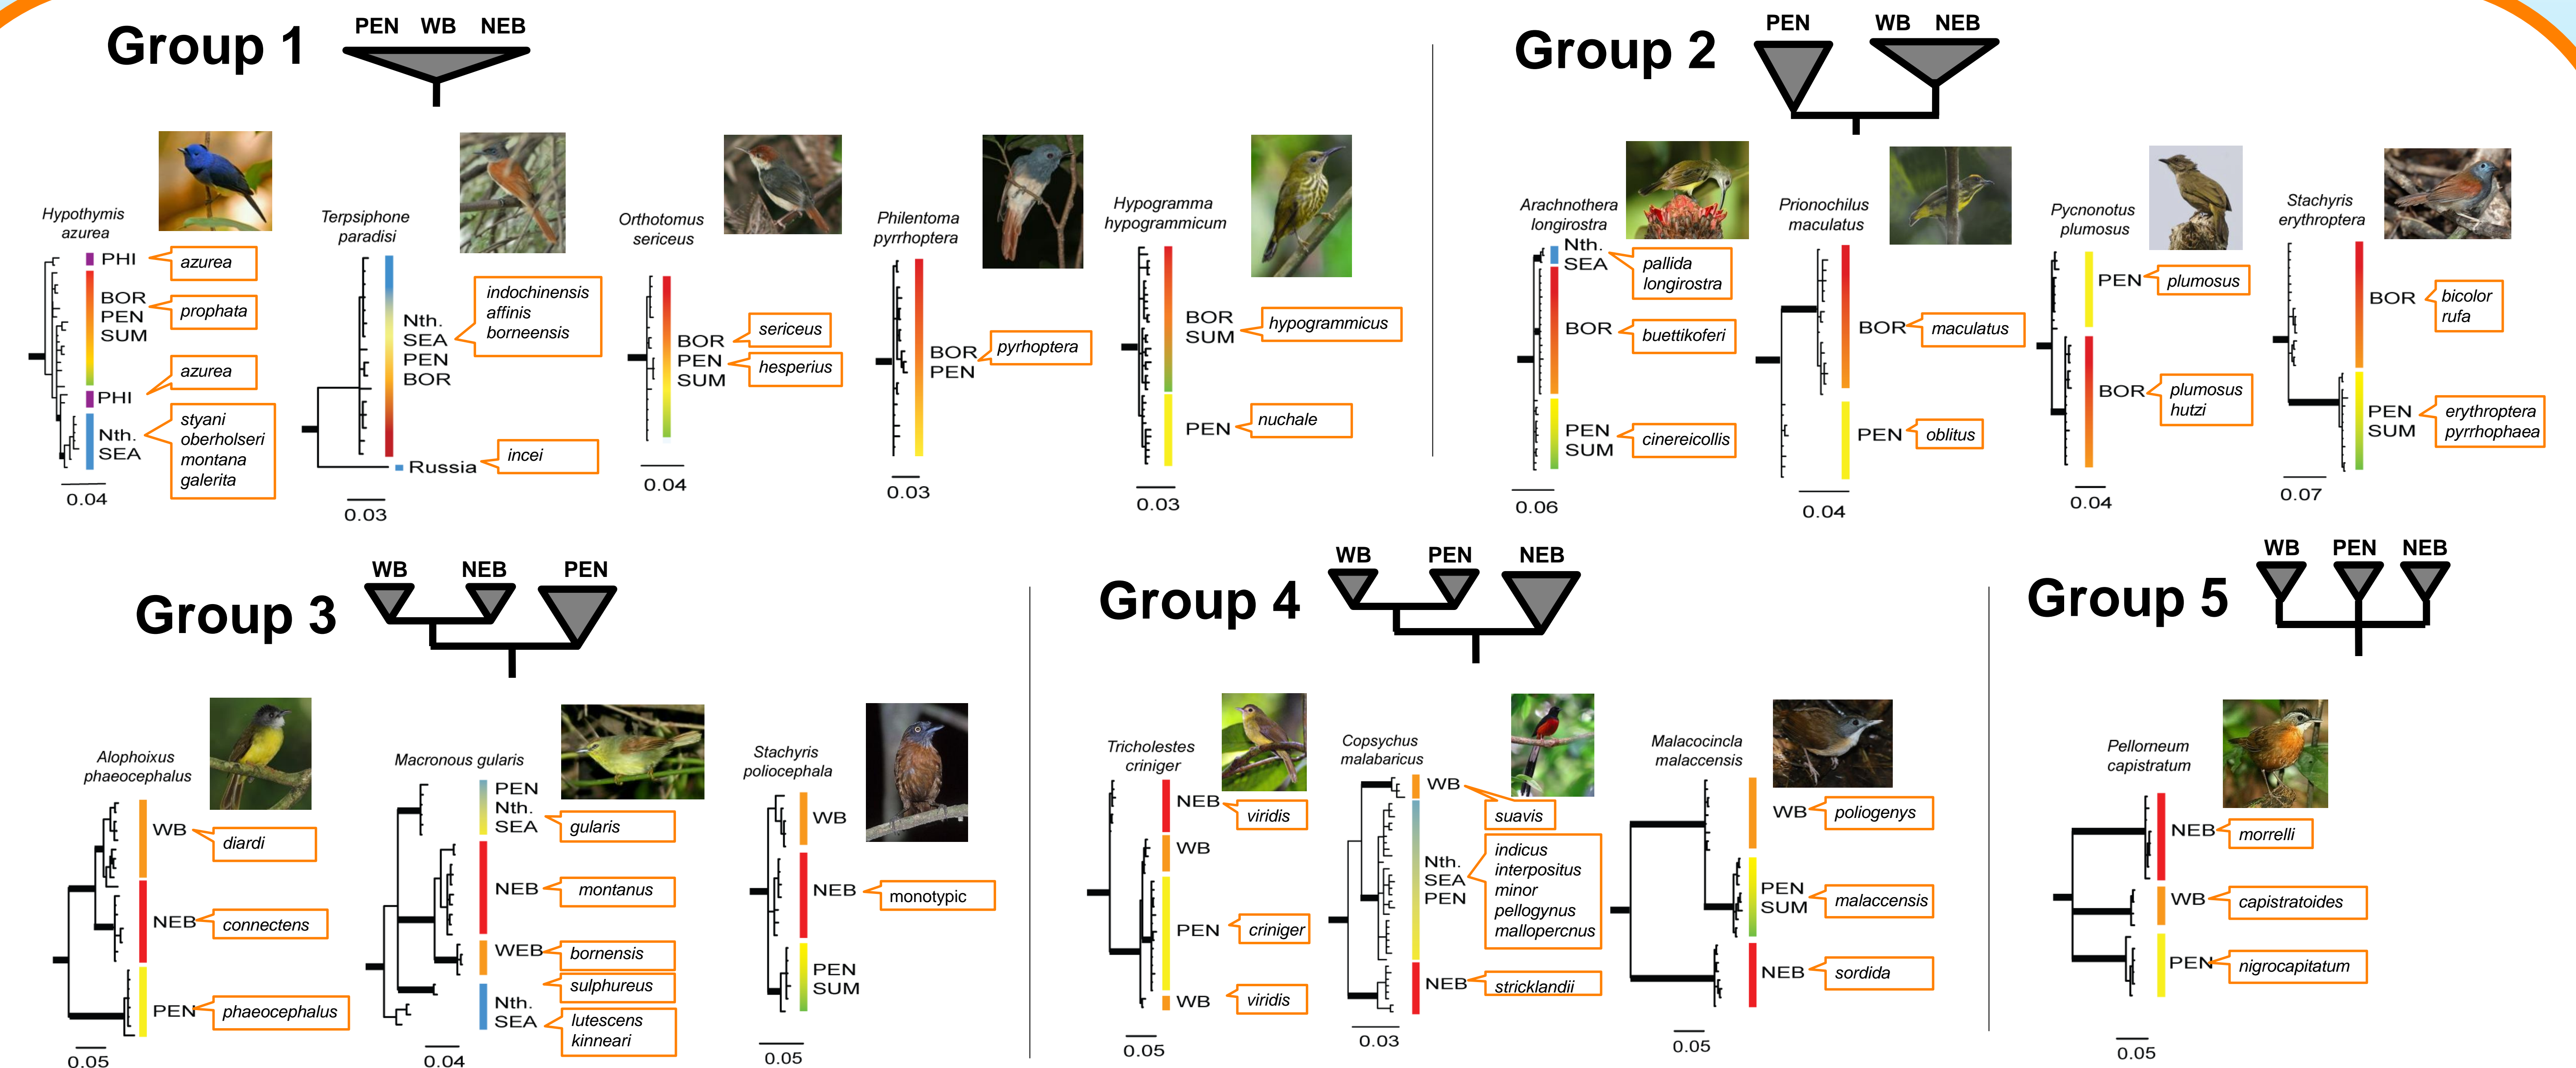 Group 1
PEN WB NEB
Hypothymis
azurea
PHI
azurea
BOR
PEN
SUM
prophata
azurea
PHI
Nth.
SEA
styani
oberholseri
montana
galerita
0.04
Terpsiphone
paradisi
Nth.
SEA
PEN
BOR
indochinensis
affinis
borneensis
Russia
incei
0.03
Orthotomus
sericeus
BOR
PEN
SUM
sericeus
hesperius
0.04
Philentoma
pyrrhoptera
BOR
PEN
pyrhoptera
0.03
Hypogramma
hypogrammicum
BOR
SUM
hypogrammicus
PEN
nuchale
0.03
Group 2
PEN WB NEB
Arachnothera
longirostra
Nth.
SEA
pallida
longirostra
BOR
buettikoferi
PEN
SUM
cinereicollis
0.06
Prionochilus
maculatus
BOR
maculatus
PEN
oblitus
0.04
Pycnonotus
plumosus
PEN
plumosus
BOR
plumosus
hutzi
0.04
Stachyris
erythroptera
BOR
bicolor
rufa
PEN
SUM
erythroptera
pyrrhophaea
0.07
Group 3
WB NEB PEN
Alophoixus
phaeocephalus
WB
diardi
NEB
connectens
PEN
phaeocephalus
0.05
Macronous gularis
PEN
Nth.
SEA
gularis
NEB
montanus
WEB
bornensis
sulphureus
Nth.
SEA
lutescens
kinneari
0.04
Stachyris
poliocephala
WB
NEB
monotypic
PEN
SUM
0.05
Group 4
WB PEN NEB
Tricholestes
criniger
NEB
viridis
WB
PEN
criniger
WB
viridis
0.05
Copsychus
malabaricus
WB
suavis
Nth.
SEA
PEN
indicus
interpositus
minor
pellogynus
mallopercnus
NEB
stricklandii
0.03
Malacocincla
malaccensis
WB
poliogenys
PEN
SUM
malaccensis
NEB
sordida
0.05
Group 5
WB PEN NEB
Pellorneum
capistratum
NEB
morrelli
WB
capistratoides
PEN
nigrocapitatum
0.05